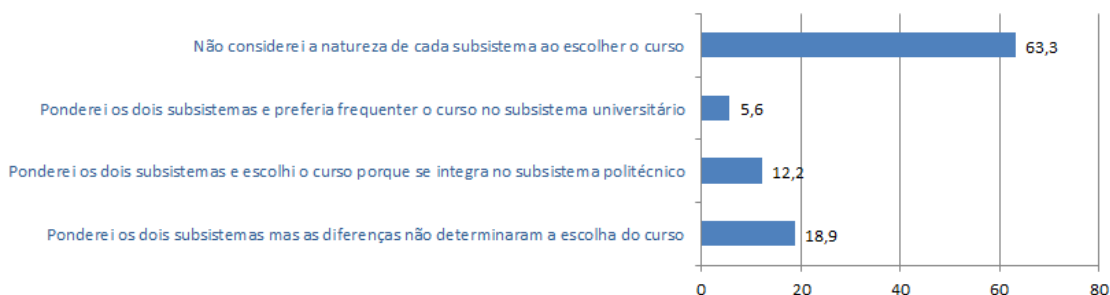 Não considerei a natureza de cada subsistema ao escolher o curso
63,3
Ponderei os dois subsistemas e preferia frequenter o curso no subsistema universitário
5,6
Ponderei os dois subsistemas e escolhi o curso porque se integra no subsistema politécnico
12,2
Ponderei os dois subsistemas mas as diferenças não determinaram a escolha do curso
18,9
0 20 40 60 80